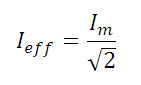 I_eff = I_m / √2